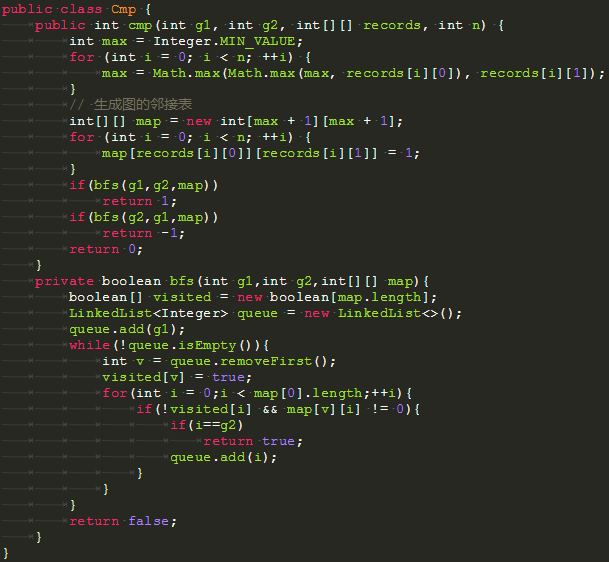 public class Cmp {
    public int cmp(int g1, int g2, int[][] records, int n) {
        int max = Integer.MIN_VALUE;
        for (int i = 0; i < n; ++i) {
            max = Math.max(Math.max(max, records[i][0]), records[i][1]);
        }
        // 生成图的邻接表
        int[][] map = new int[max + 1][max + 1];
        for (int i = 0; i < n; ++i) {
            map[records[i][0]][records[i][1]] = 1;
        }
        if(bfs(g1,g2,map))
            return 1;
        if(bfs(g2,g1,map))
            return -1;
        return 0;
    }
    private boolean bfs(int g1,int g2,int[][] map){
        boolean[] visited = new boolean[map.length];
        LinkedList<Integer> queue = new LinkedList<>();
        queue.add(g1);
        while(!queue.isEmpty()){
            int v = queue.removeFirst();
            visited[v] = true;
            for(int i = 0;i < map[0].length;++i){
                if(!visited[i] && map[v][i] != 0){
                    if(i==g2)
                        return true;
                    queue.add(i);
                }
            }
        }
        return false;
    }
}